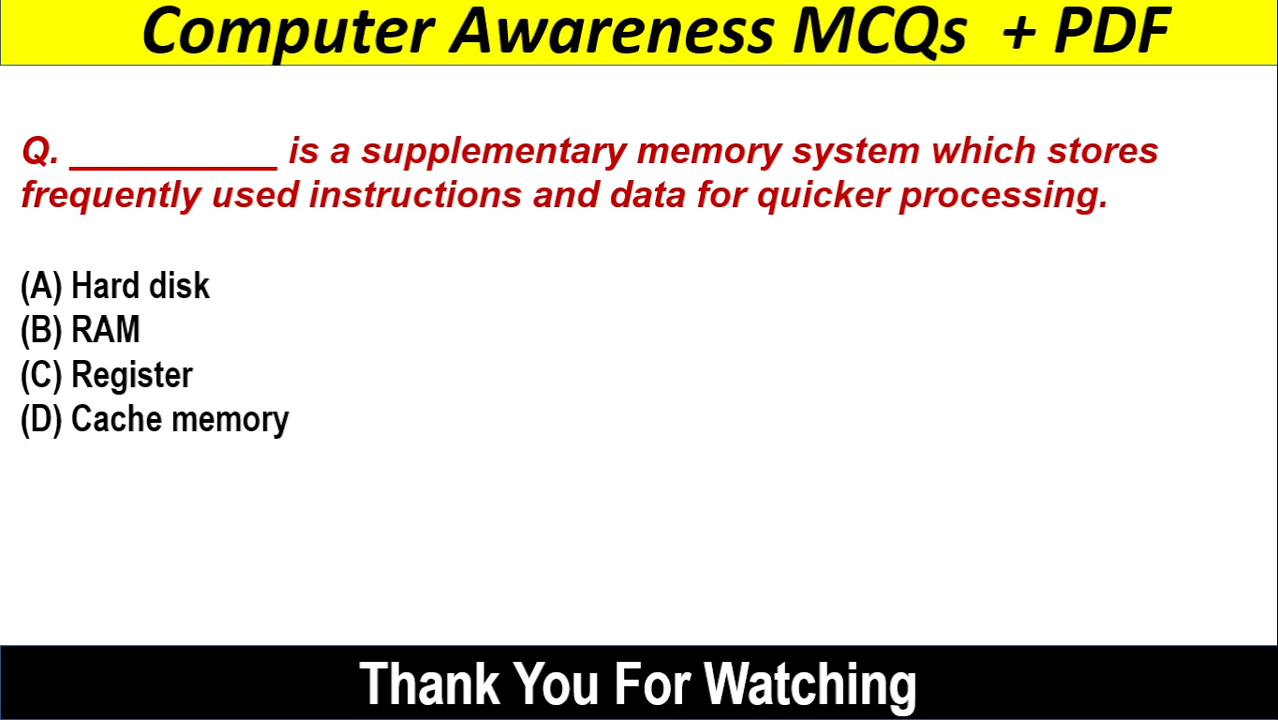 Computer Awareness MCQs + PDF
Q. __________ is a supplementary memory system which stores
frequently used instructions and data for quicker processing.
(A) Hard disk
(B) RAM
(C) Register
(D) Cache memory
Thank You For Watching